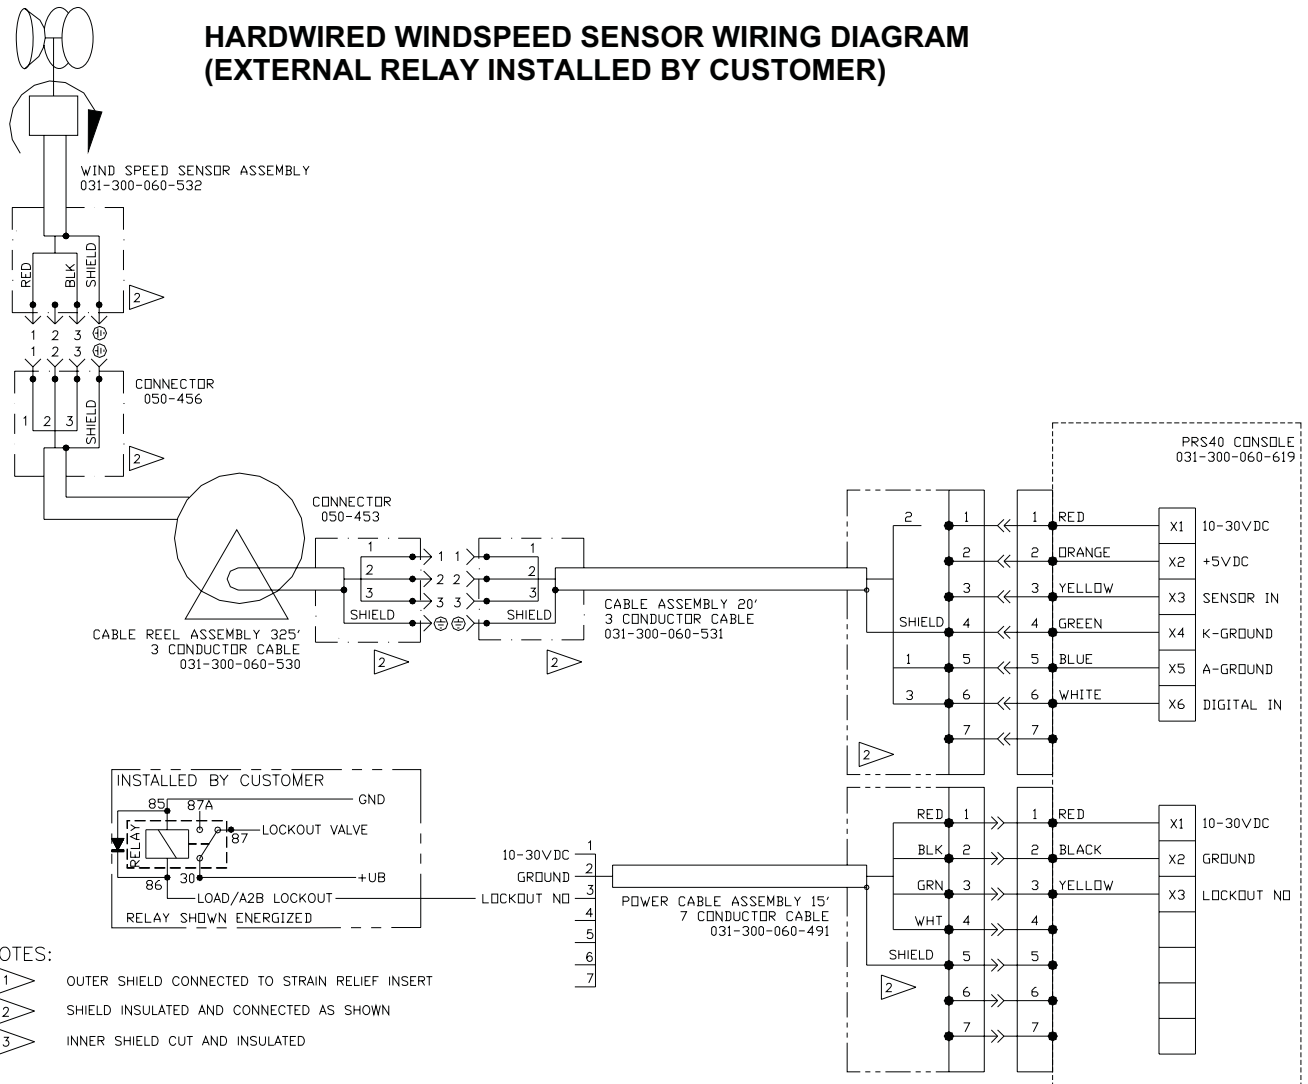 HARDWIRED WINDSPEED SENSOR WIRING DIAGRAM
(EXTERNAL RELAY INSTALLED BY CUSTOMER)
WIND SPEED SENSOR ASSEMBLY
031-300-060-532
RED
BLK
SHIELD
2
1 2 3
1 2 3
CONNECTOR
050-456
1 2 3
SHIELD
2
CONNECTOR
050-453
1
2
3
SHIELD
1 1
2 2
3 3
1
2
3
SHIELD
2
2
CABLE REEL ASSEMBLY 325'
3 CONDUCTOR CABLE
031-300-060-530
CABLE ASSEMBLY 20'
3 CONDUCTOR CABLE
031-300-060-531
PRS40 CONSOLE
031-300-060-619
2 1 1 RED X1 10-30VDC
2 2 ORANGE X2 +5VDC
3 3 YELLOW X3 SENSOR IN
SHIELD 4 4 GREEN X4 K-GROUND
1 5 5 BLUE X5 A-GROUND
3 6 6 WHITE X6 DIGITAL IN
7 7
2
INSTALLED BY CUSTOMER
85 87A GND
RELAY
87 LOCKOUT VALVE
86 30 +UB
LOAD/A2B LOCKOUT
RELAY SHOWN ENERGIZED
10-30VDC 1
GROUND 2
LOCKOUT NO 3
4
5
6
7
POWER CABLE ASSEMBLY 15'
7 CONDUCTOR CABLE
031-300-060-491
RED 1 1 RED X1 10-30VDC
BLK 2 2 BLACK X2 GROUND
GRN 3 3 YELLOW X3 LOCKOUT NO
WHT 4 4
SHIELD 5 5
2
6 6
7 7
OTES:
1 OUTER SHIELD CONNECTED TO STRAIN RELIEF INSERT
2 SHIELD INSULATED AND CONNECTED AS SHOWN
3 INNER SHIELD CUT AND INSULATED